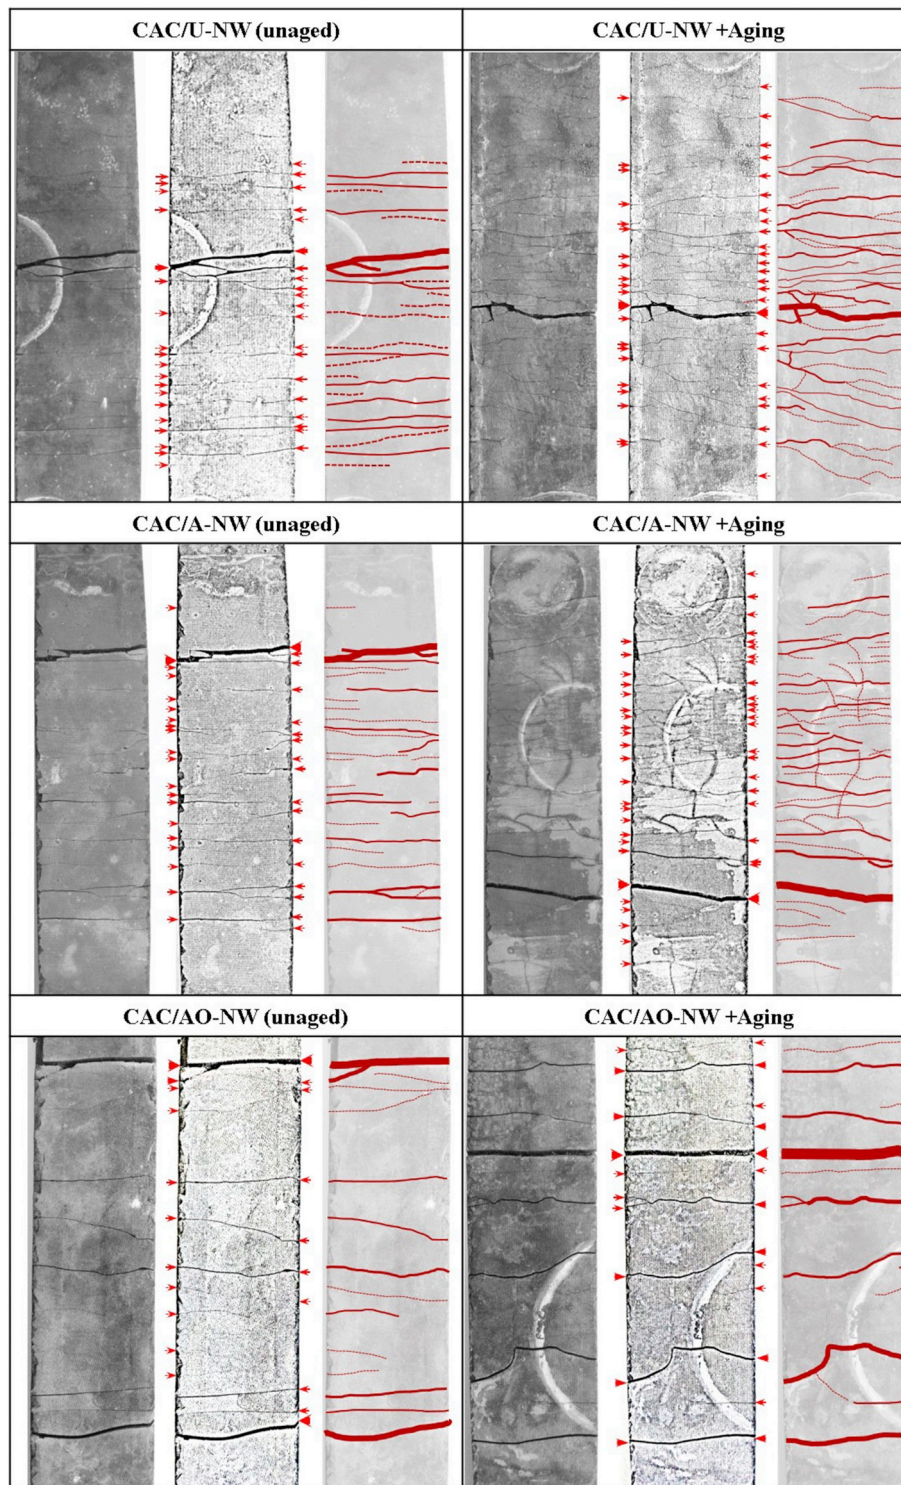 CAC/U-NW (unaged)
CAC/U-NW +Aging
CAC/A-NW (unaged)
CAC/A-NW +Aging
CAC/AO-NW (unaged)
CAC/AO-NW +Aging